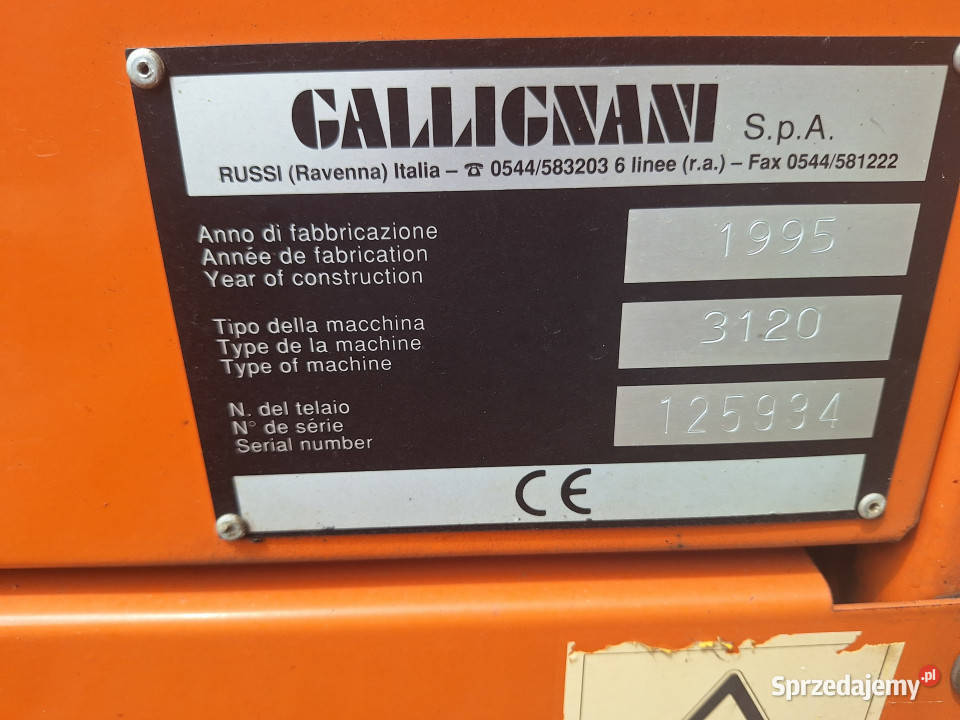 GALLIGNANI S.p.A.
RUSSI (Ravenna) Italia – ☎ 0544/583203 6 linee (r.a.) – Fax 0544/581222
Anno di fabbricazione
Année de fabrication
Year of construction
1995
Tipo della macchina
Type de la machine
Type of machine
3120
N. del telaio
N° de série
Serial number
125934
CE
Sprzedajemy.pl